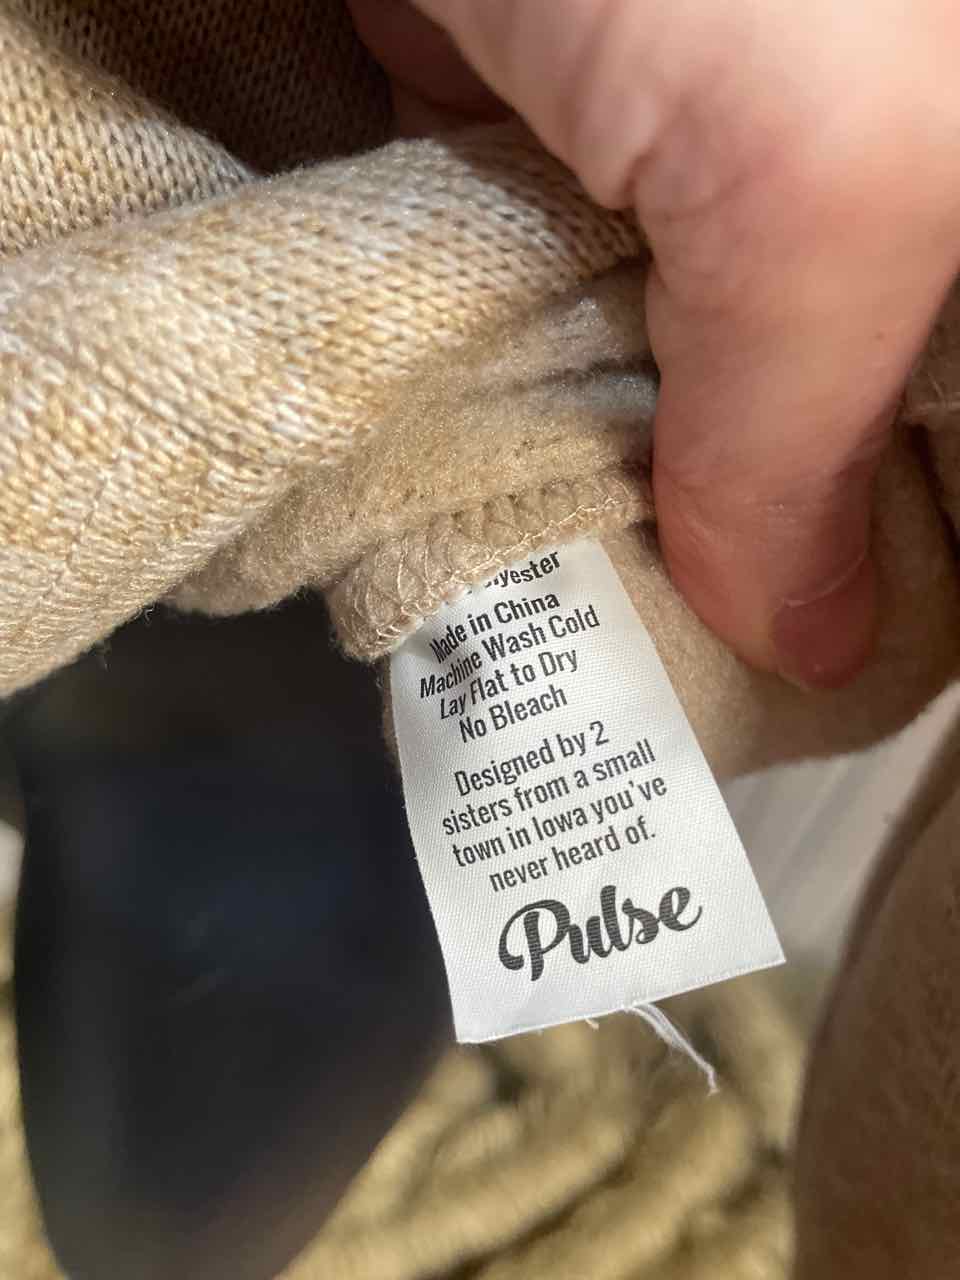 Made in China
Machine Wash Cold
Lay Flat to Dry
No Bleach
Designed by 2
sisters from a small
town in Iowa you've
never heard of.
Pulse